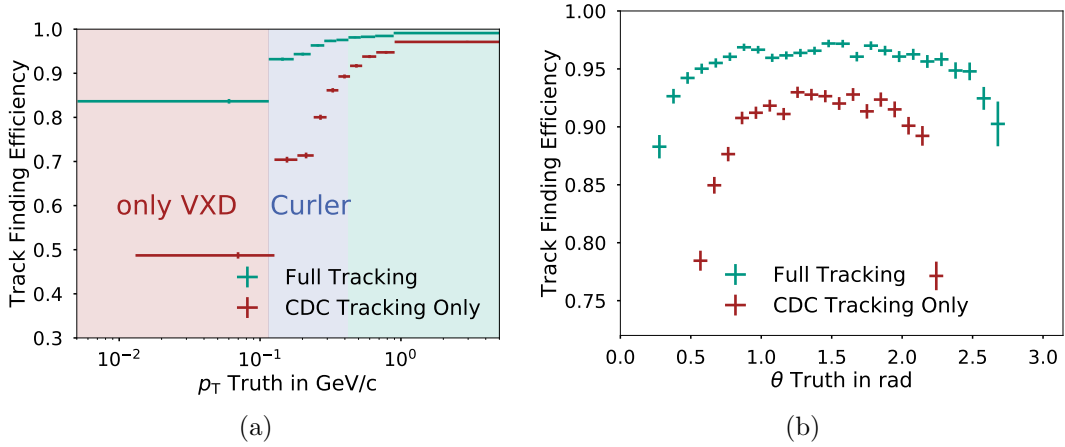 1.0
0.9
0.8
0.7
0.6
0.5
0.4
0.3
Track Finding Efficiency
only VXD
Curler
Full Tracking
CDC Tracking Only
10⁻² 10⁻¹ 10⁰
p_T Truth in GeV/c
(a)
1.00
0.95
0.90
0.85
0.80
0.75
Track Finding Efficiency
Full Tracking
CDC Tracking Only
0.0 0.5 1.0 1.5 2.0 2.5 3.0
θ Truth in rad
(b)